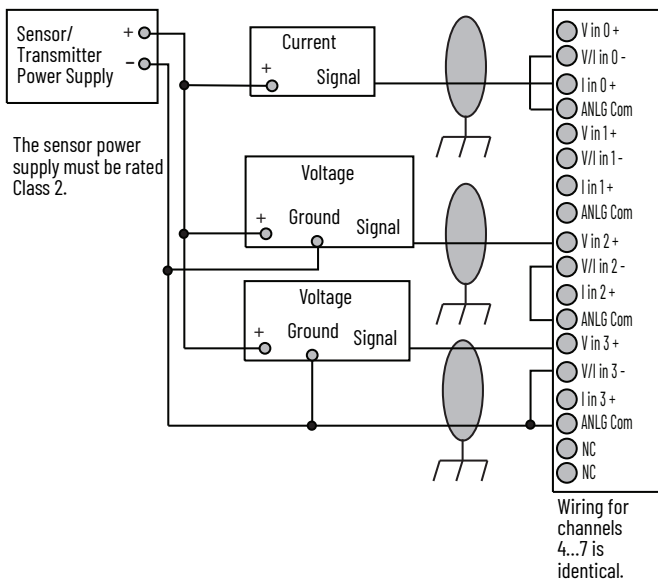 Sensor/
Transmitter
Power Supply
+
–
The sensor power
supply must be rated
Class 2.
Current
+
Signal
Voltage
+
Ground
Signal
Voltage
+
Ground
Signal
V in 0 +
V/I in 0 -
I in 0 +
ANLG Com
V in 1 +
V/I in 1 -
I in 1 +
ANLG Com
V in 2 +
V/I in 2 -
I in 2 +
ANLG Com
V in 3 +
V/I in 3 -
I in 3 +
ANLG Com
NC
NC
Wiring for
channels
4...7 is
identical.